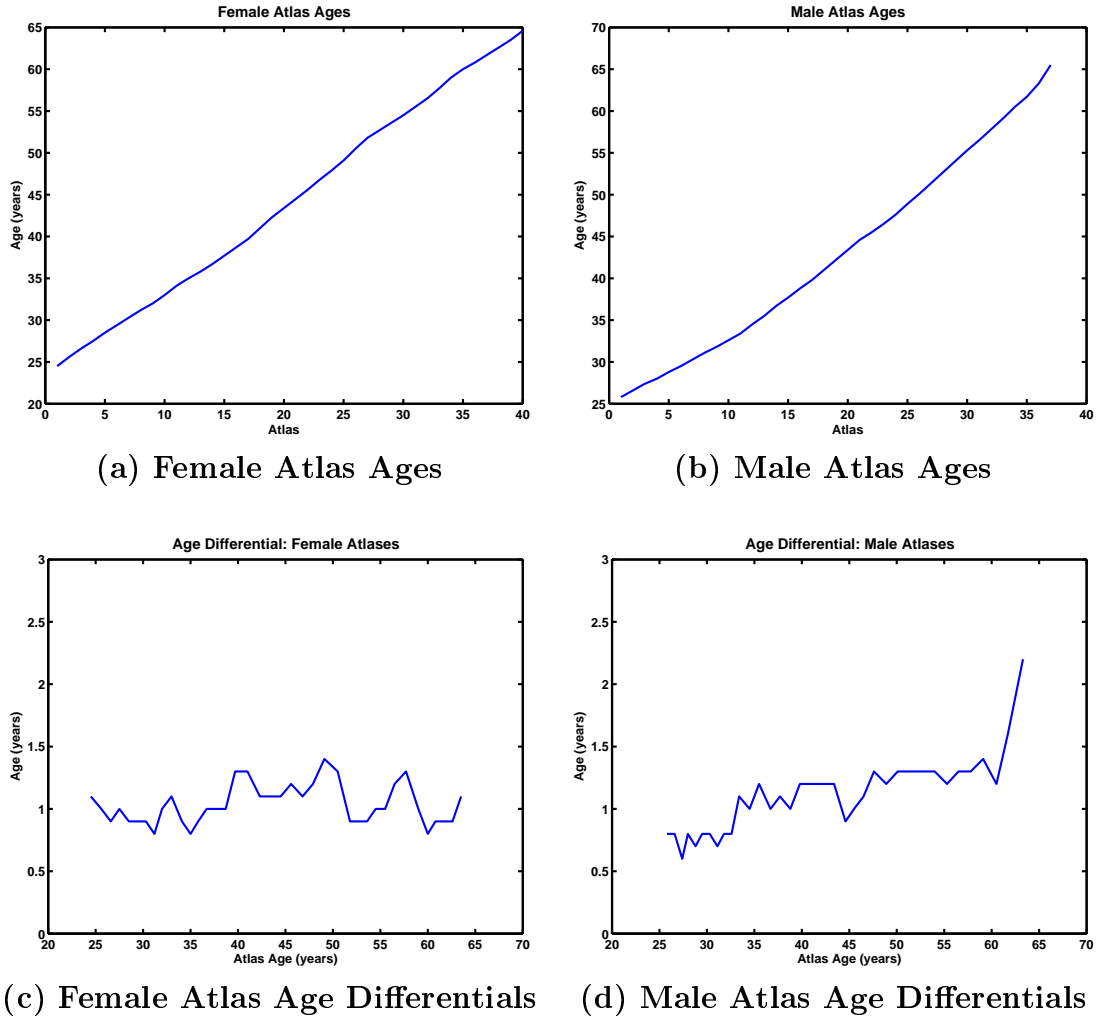 Female Atlas Ages
65
60
55
50
45
40
35
30
25
20
Age (years)
0 5 10 15 20 25 30 35 40
Atlas
(a) Female Atlas Ages
Male Atlas Ages
70
65
60
55
50
45
40
35
30
25
Age (years)
0 5 10 15 20 25 30 35 40
Atlas
(b) Male Atlas Ages
Age Differential: Female Atlases
3
2.5
2
1.5
1
0.5
0
Age (years)
20 25 30 35 40 45 50 55 60 65 70
Atlas Age (years)
(c) Female Atlas Age Differentials
Age Differential: Male Atlases
3
2.5
2
1.5
1
0.5
0
Age (years)
20 25 30 35 40 45 50 55 60 65 70
Atlas Age (years)
(d) Male Atlas Age Differentials